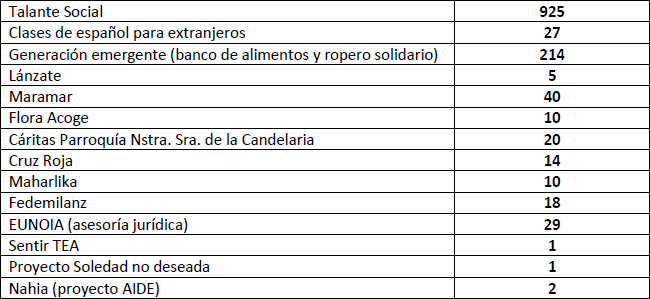 Talante Social 925
Clases de español para extranjeros 27
Generación emergente (banco de alimentos y ropero solidario) 214
Lánzate 5
Maramar 40
Flora Acoge 10
Cáritas Parroquía Nstra. Sra. de la Candelaria 20
Cruz Roja 14
Maharlika 10
Fedemilanz 18
EUNOIA (asesoría jurídica) 29
Sentir TEA 1
Proyecto Soledad no deseada 1
Nahia (proyecto AIDE) 2